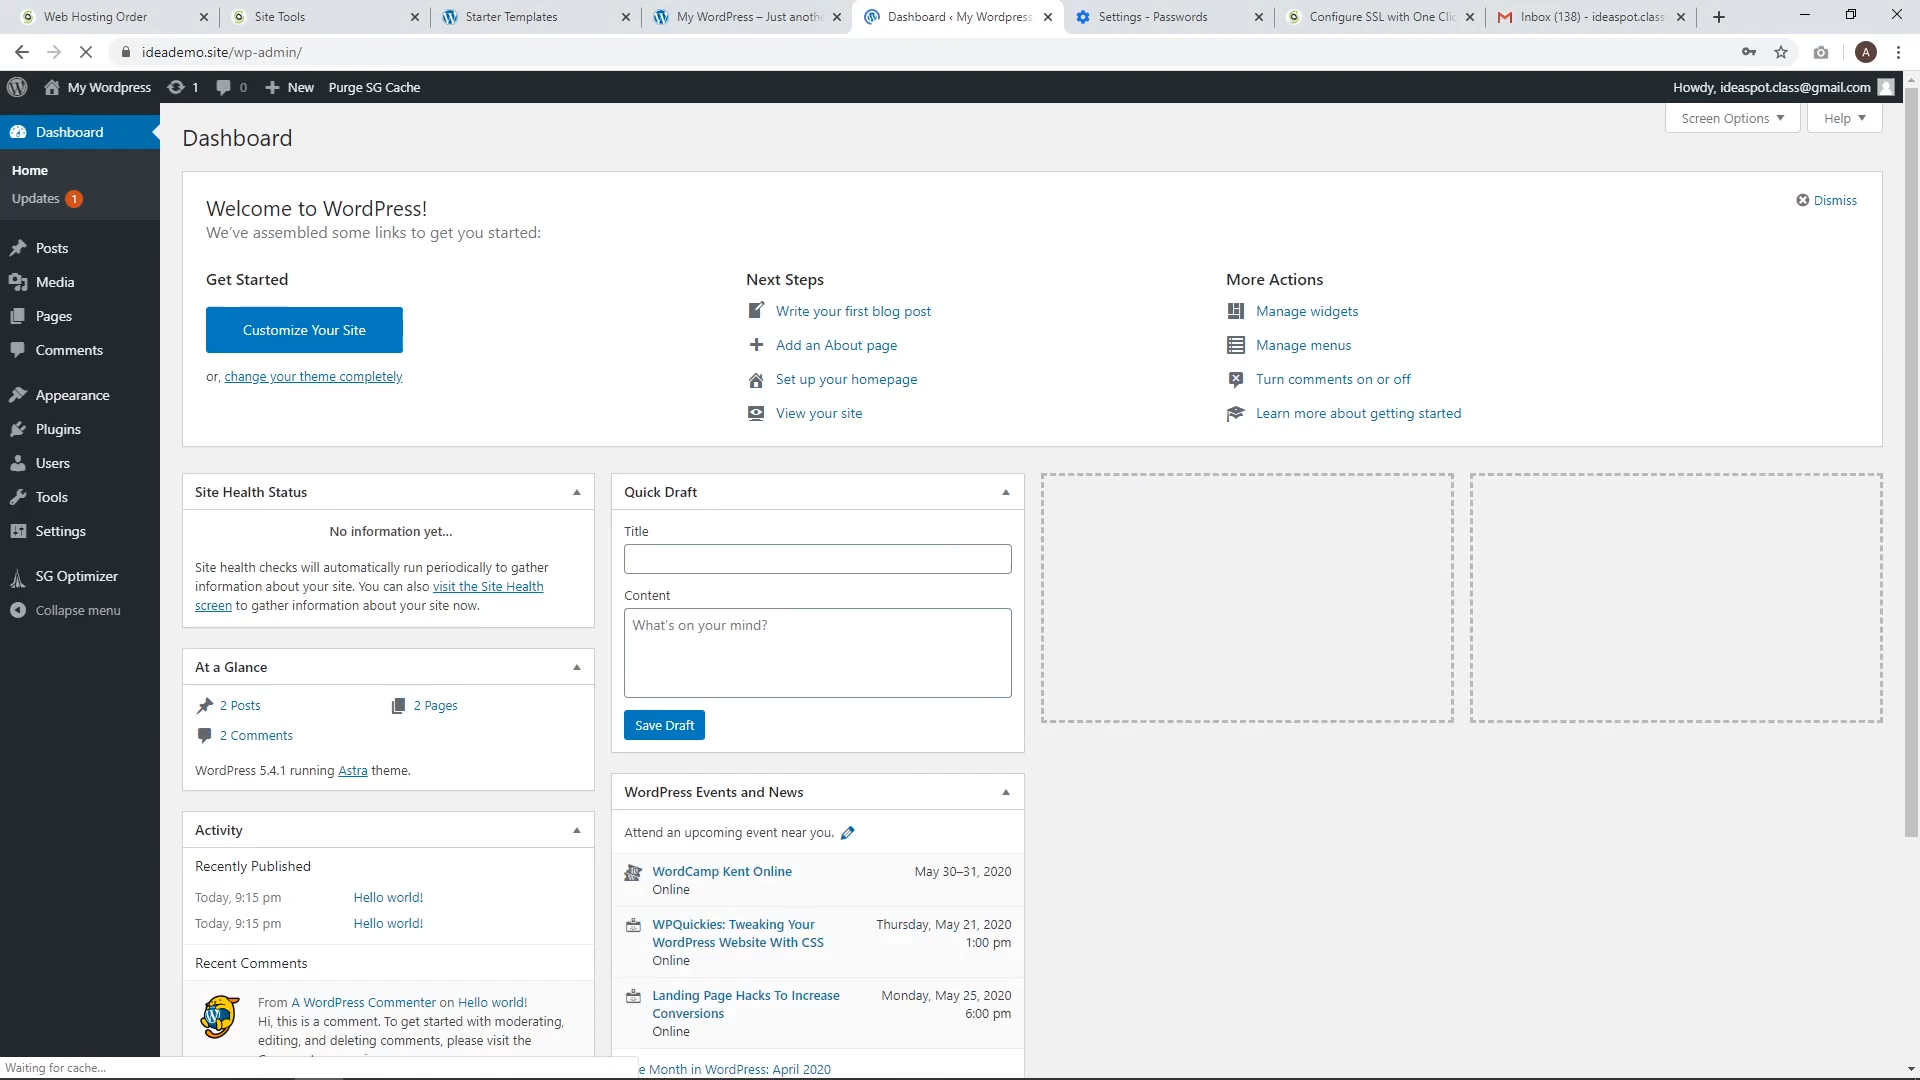 Web Hosting Order
Site Tools
Starter Templates
My WordPress – Just anothe
Dashboard ‹ My Wordpress
Settings - Passwords
Configure SSL with One Clic
Inbox (138) - ideaspot.class
ideademo.site/wp-admin/
A
My Wordpress
1
0
New
Purge SG Cache
Howdy, ideaspot.class@gmail.com
Dashboard
Home
Updates 1
Posts
Media
Pages
Comments
Appearance
Plugins
Users
Tools
Settings
SG Optimizer
Collapse menu
Screen Options
Help
Dashboard
Welcome to WordPress!
We've assembled some links to get you started:
Dismiss
Get Started
Customize Your Site
or, change your theme completely
Next Steps
Write your first blog post
Add an About page
Set up your homepage
View your site
More Actions
Manage widgets
Manage menus
Turn comments on or off
Learn more about getting started
Site Health Status
No information yet...
Site health checks will automatically run periodically to gather
information about your site. You can also visit the Site Health
screen to gather information about your site now.
At a Glance
2 Posts
2 Pages
2 Comments
WordPress 5.4.1 running Astra theme.
Activity
Recently Published
Today, 9:15 pm
Hello world!
Today, 9:15 pm
Hello world!
Recent Comments
From A WordPress Commenter on Hello world!
Hi, this is a comment. To get started with moderating,
editing, and deleting comments, please visit the
Quick Draft
Title
Content
What's on your mind?
Save Draft
WordPress Events and News
Attend an upcoming event near you.
WordCamp Kent Online
Online
May 30–31, 2020
WPQuickies: Tweaking Your
WordPress Website With CSS
Online
Thursday, May 21, 2020
1:00 pm
Landing Page Hacks To Increase
Conversions
Online
Monday, May 25, 2020
6:00 pm
e Month in WordPress: April 2020
Waiting for cache...